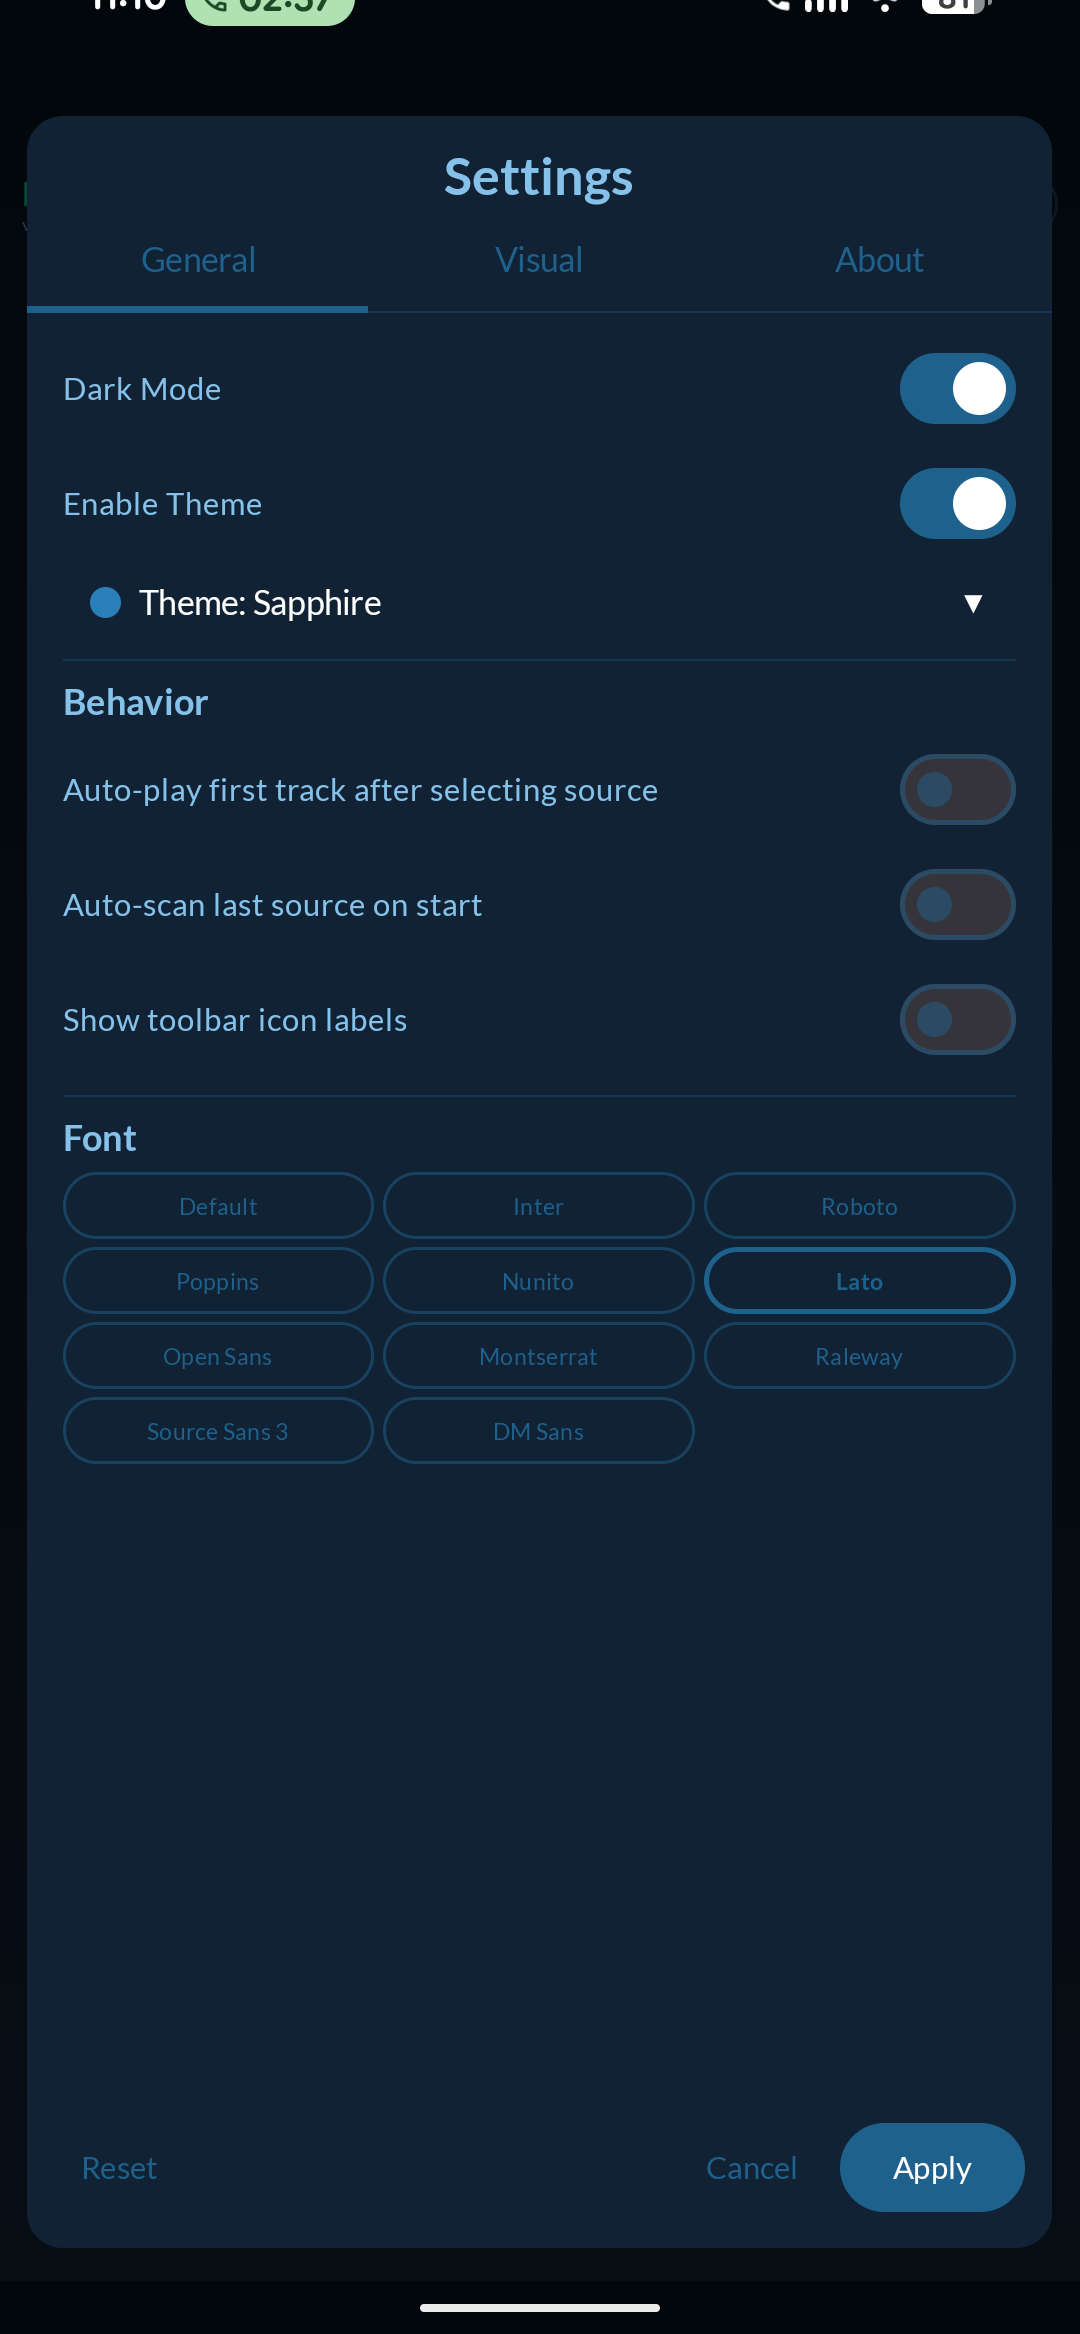 Settings
General Visual About
Dark Mode
Enable Theme
Theme: Sapphire
Behavior
Auto-play first track after selecting source
Auto-scan last source on start
Show toolbar icon labels
Font
Default Inter Roboto
Poppins Nunito Lato
Open Sans Montserrat Raleway
Source Sans 3 DM Sans
Reset Cancel Apply